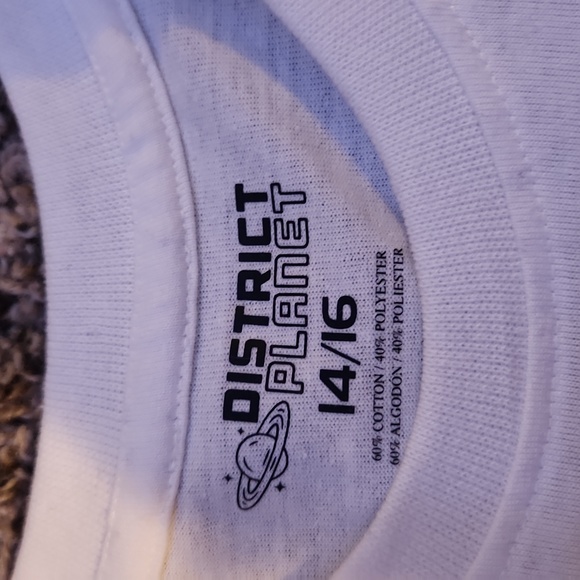 DISTRICT
PLANET
14/16
60% COTTON / 40% POLYESTER
60% ALGODON / 40% POLIESTER